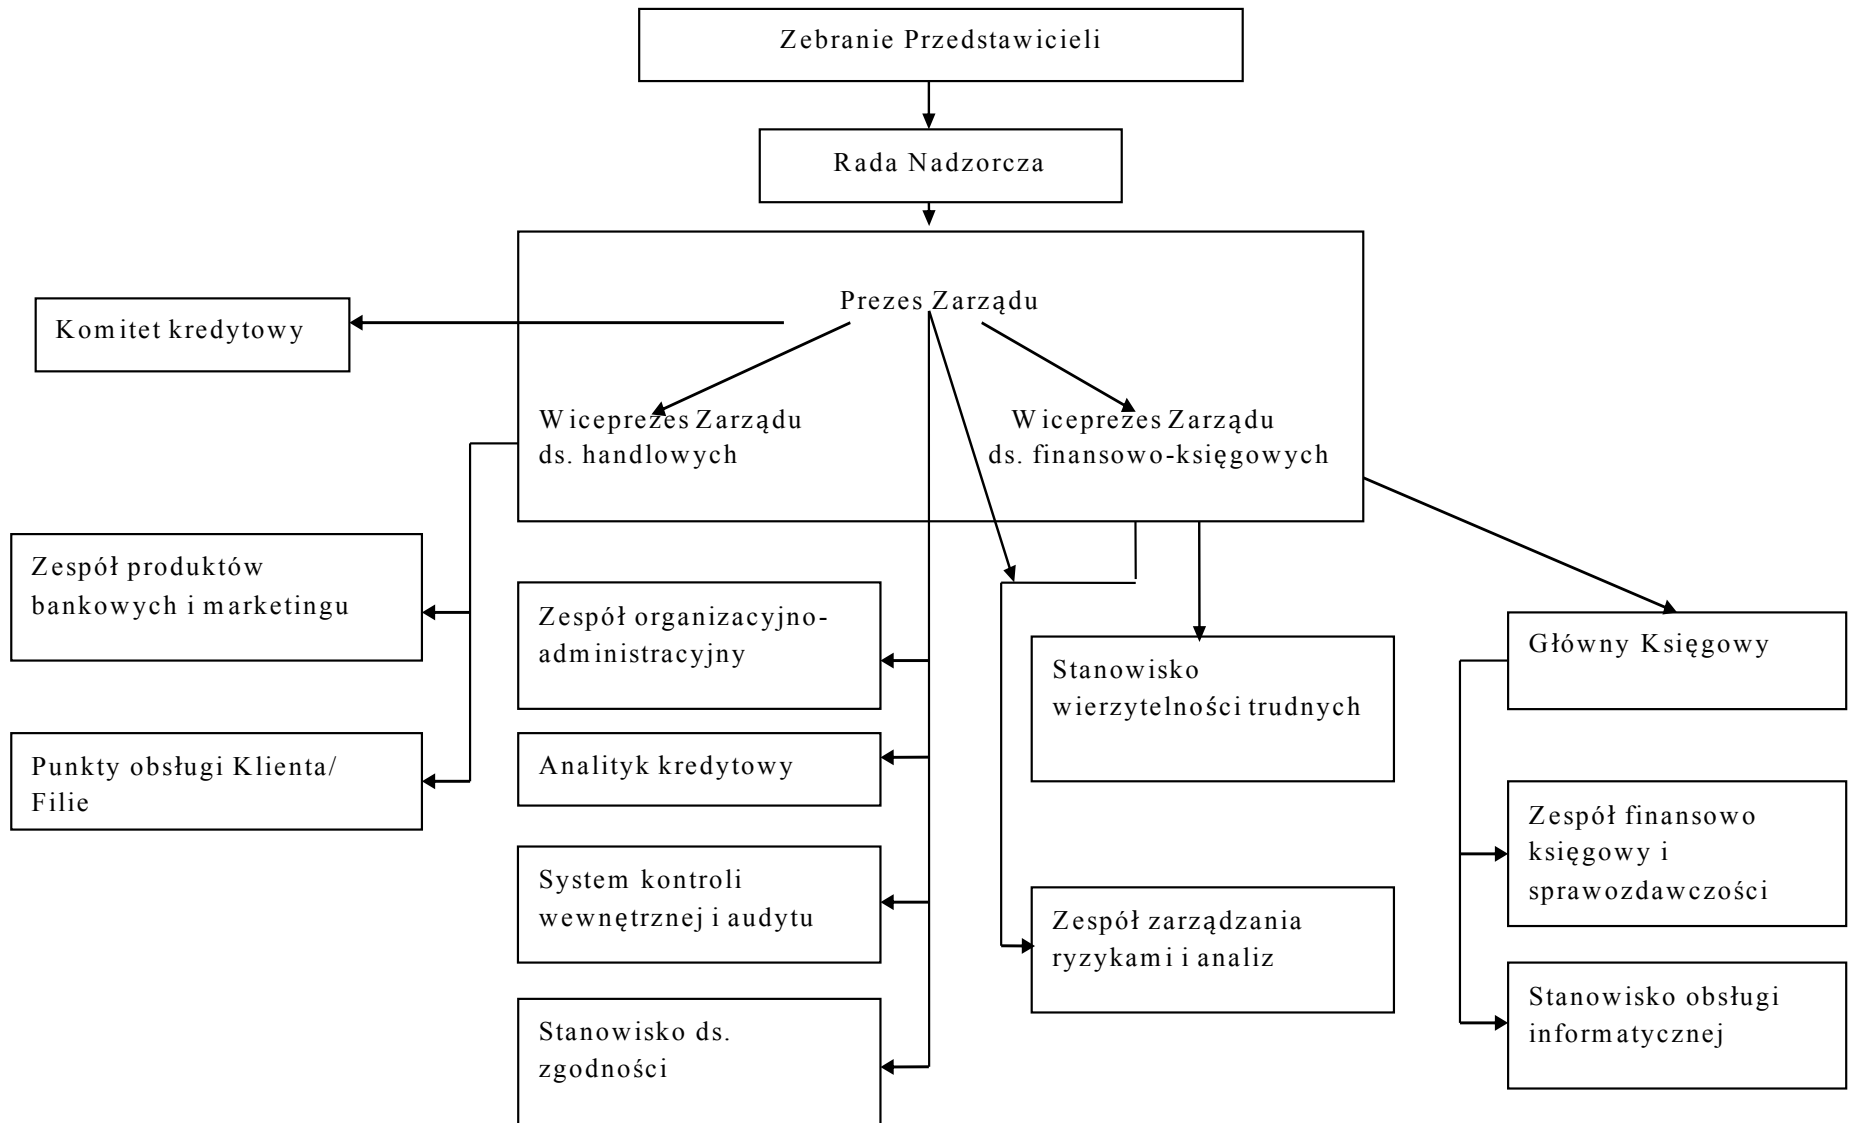 Zebranie Przedstawicieli
Rada Nadzorcza
Prezes Zarządu
Komitet kredytowy
Wiceprezes Zarządu
ds. handlowych
Wiceprezes Zarządu
ds. finansowo-księgowych
Zespół produktów
bankowych i marketingu
Zespół organizacyjno-
administracyjny
Stanowisko
wierzytelności trudnych
Główny Księgowy
Punkty obsługi Klienta/
Filie
Analityk kredytowy
Zespół finansowo
księgowy i
sprawozdawczości
System kontroli
wewnętrznej i audytu
Zespół zarządzania
ryzykami i analiz
Stanowisko obsługi
informatycznej
Stanowisko ds.
zgodności